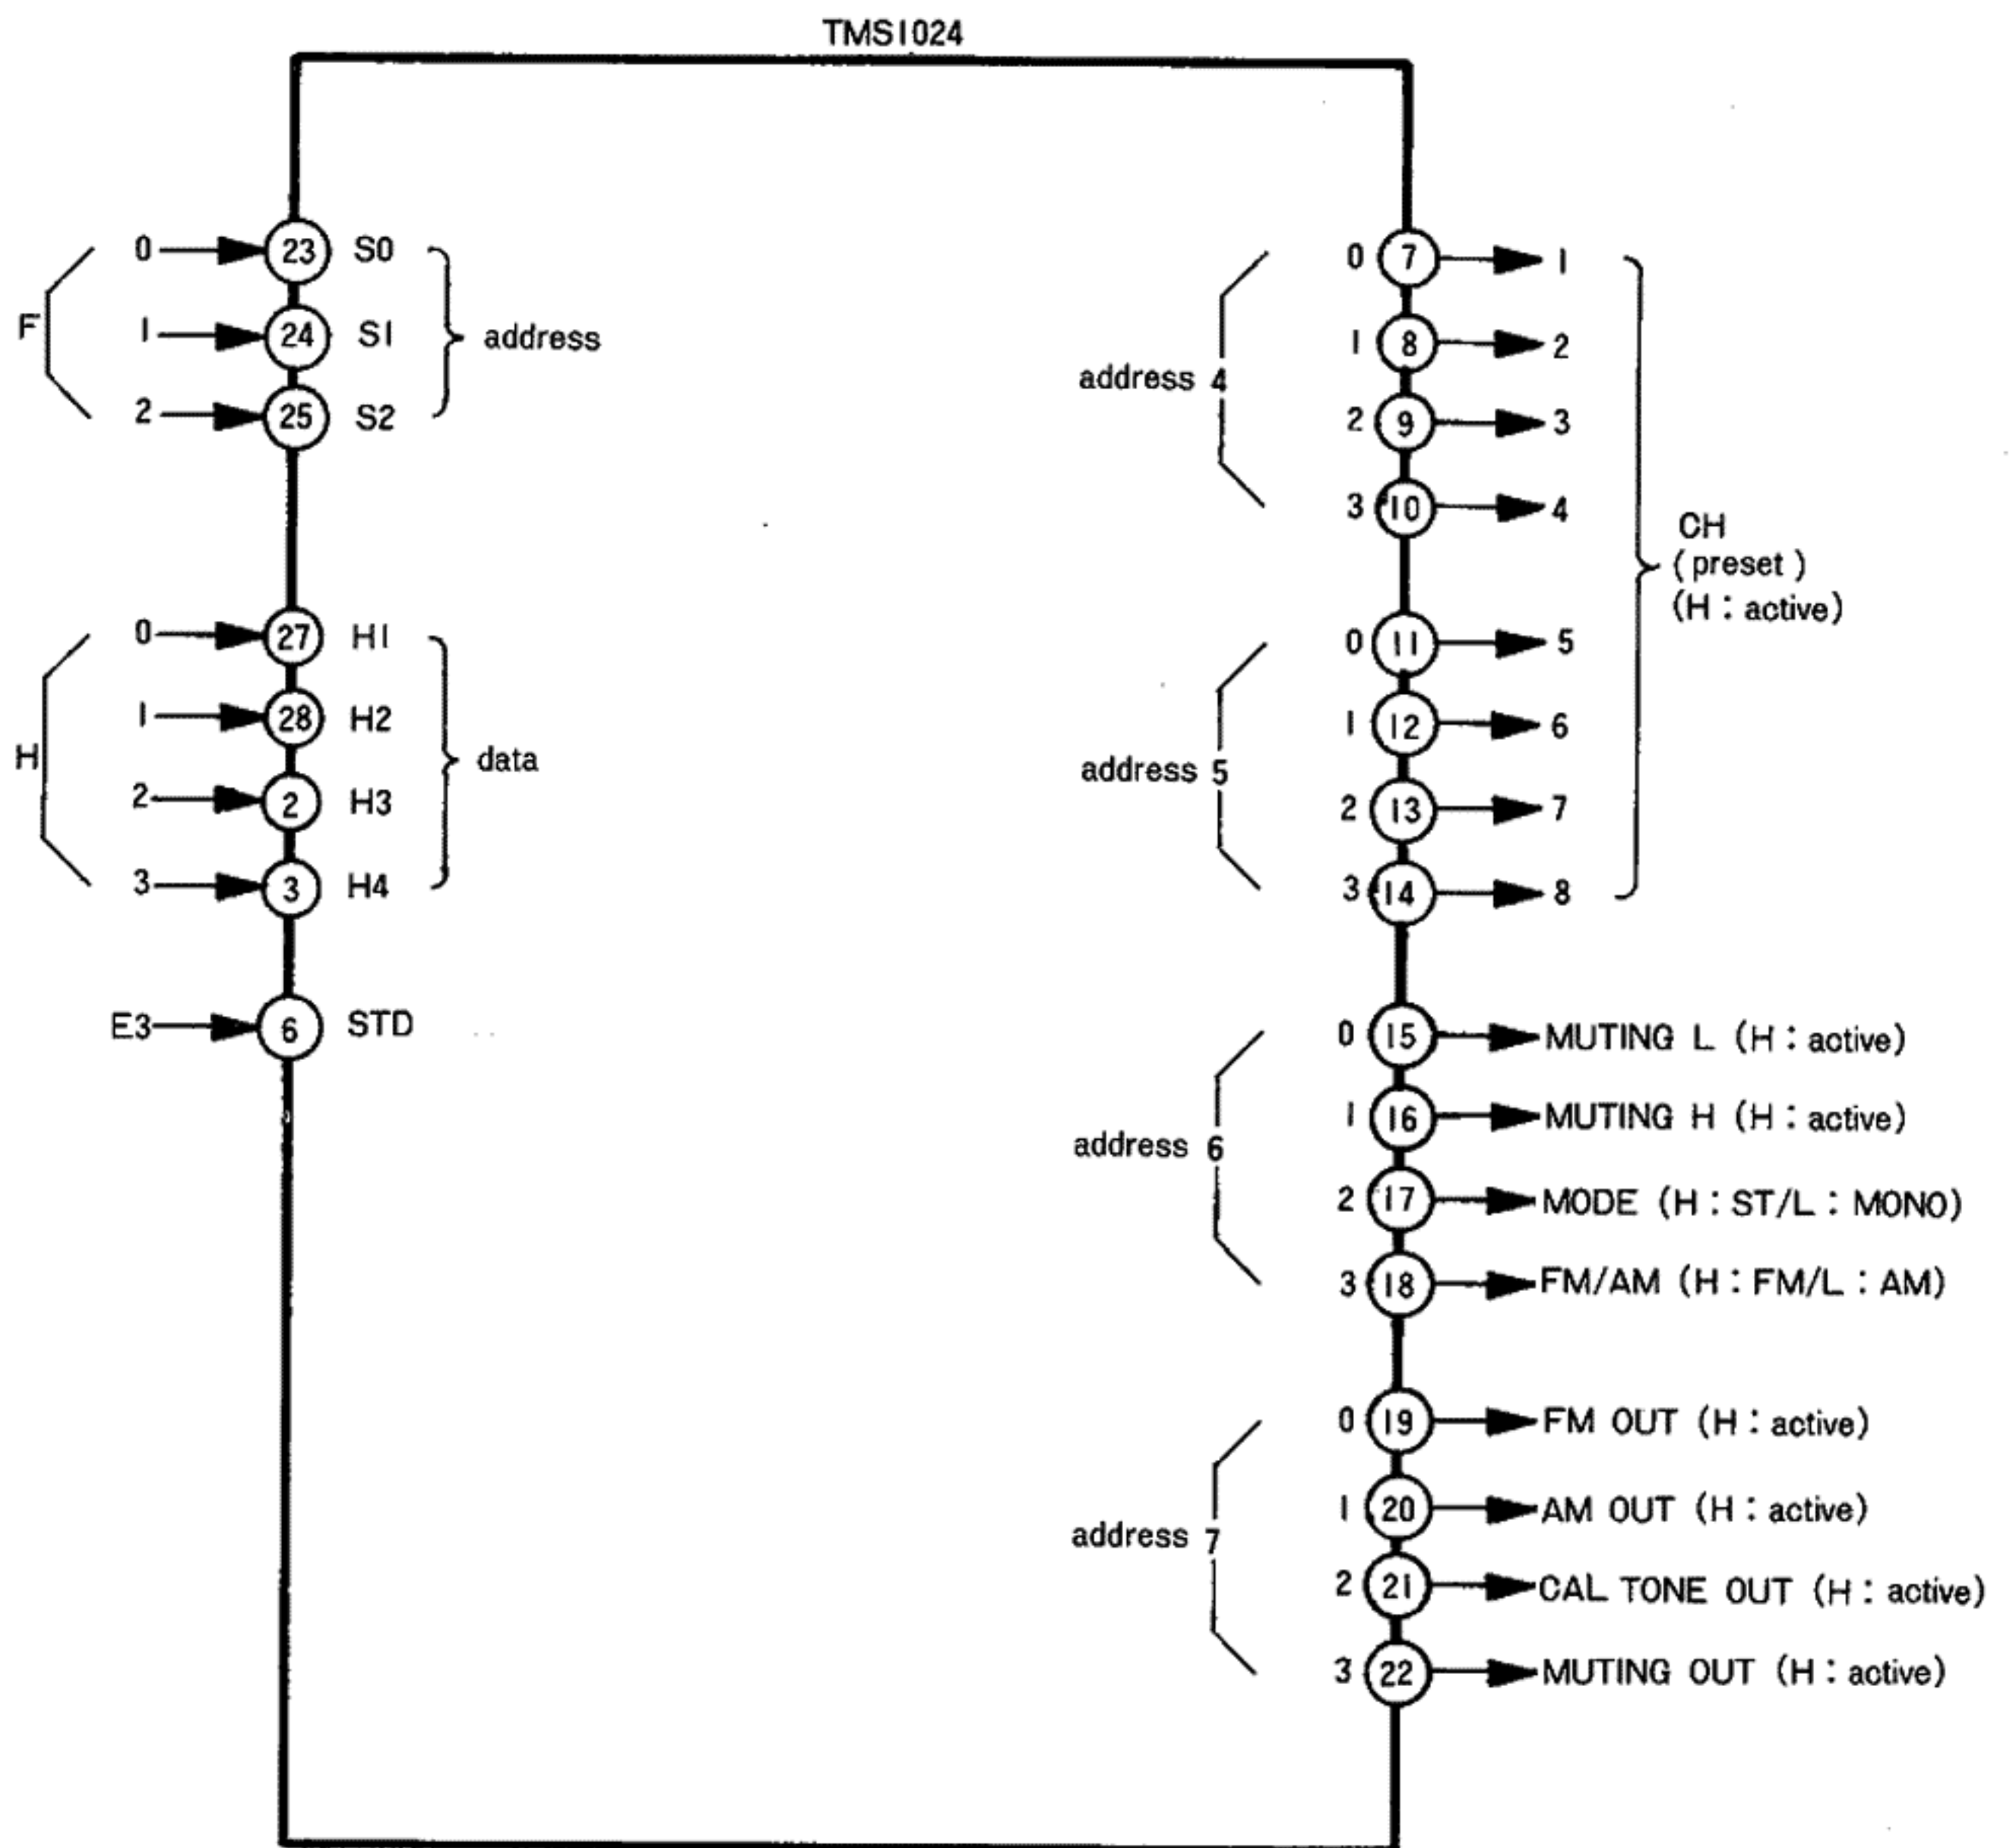 TMS1024
0 23 S0
F 1 24 S1 address
2 25 S2
0 27 H1
1 28 H2
H data
2 2 H3
3 3 H4
E3 6 STD
0 7 1
1 8 2
address 4
2 9 3
3 10 4
CH
(preset)
(H : active)
0 11 5
1 12 6
address 5
2 13 7
3 14 8
0 15 MUTING L (H : active)
1 16 MUTING H (H : active)
address 6
2 17 MODE (H : ST/L : MONO)
3 18 FM/AM (H : FM/L : AM)
0 19 FM OUT (H : active)
1 20 AM OUT (H : active)
address 7
2 21 CAL TONE OUT (H : active)
3 22 MUTING OUT (H : active)